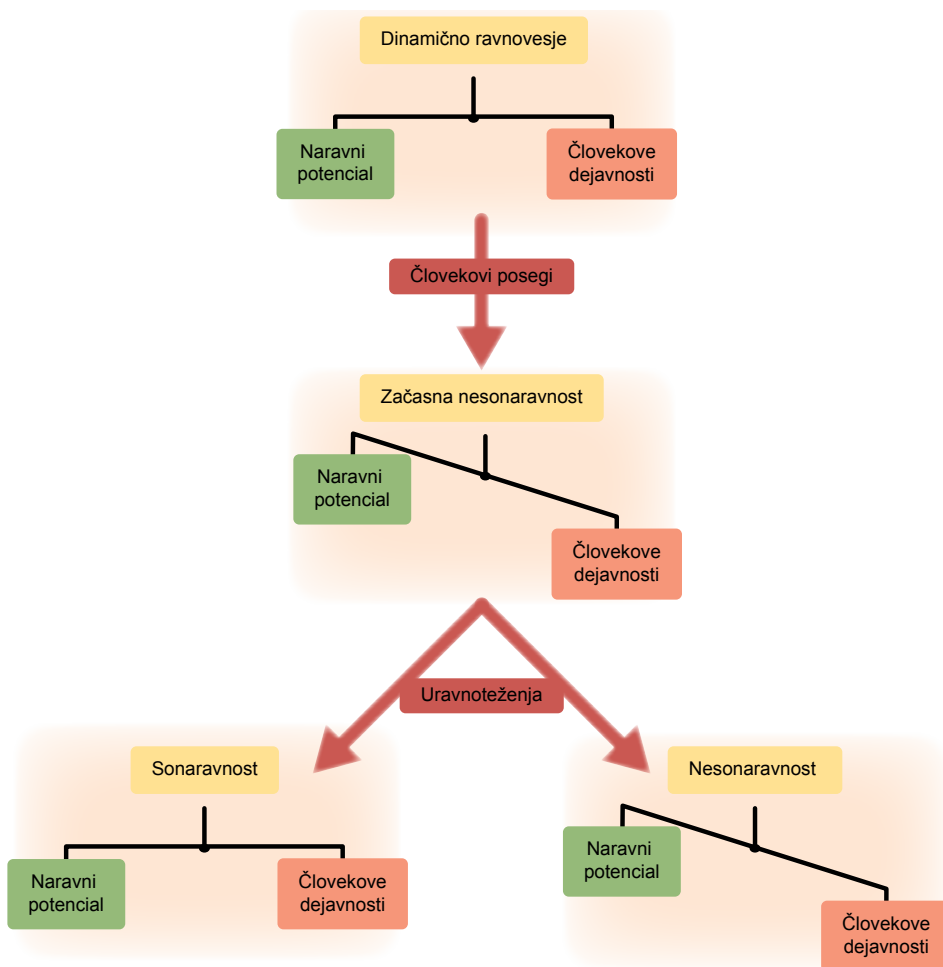 Dinamično ravnovesje
Naravni
potencial
Človekove
dejavnosti
Človekovi posegi
Začasna nesonaravnost
Naravni
potencial
Človekove
dejavnosti
Uravnoteženja
Sonaravnost
Naravni
potencial
Človekove
dejavnosti
Nesonaravnost
Naravni
potencial
Človekove
dejavnosti